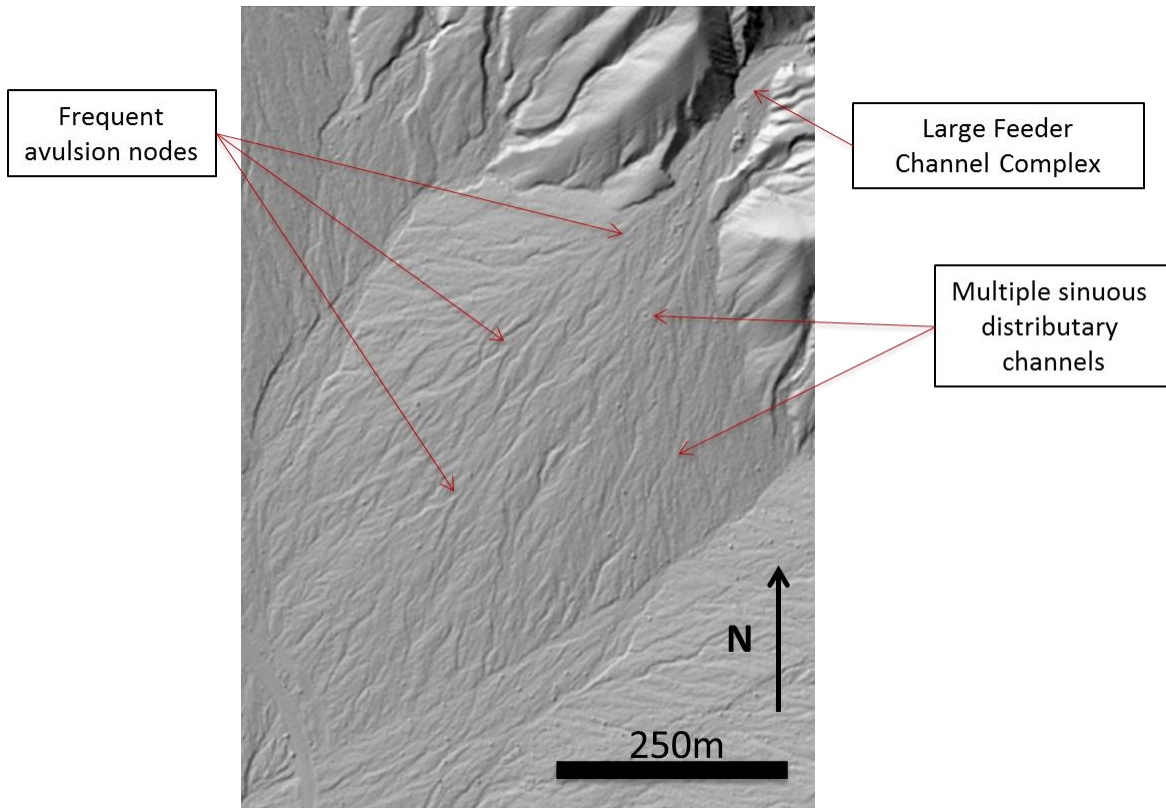 Frequent
avulsion nodes
Large Feeder
Channel Complex
Multiple sinuous
distributary
channels
N
250m